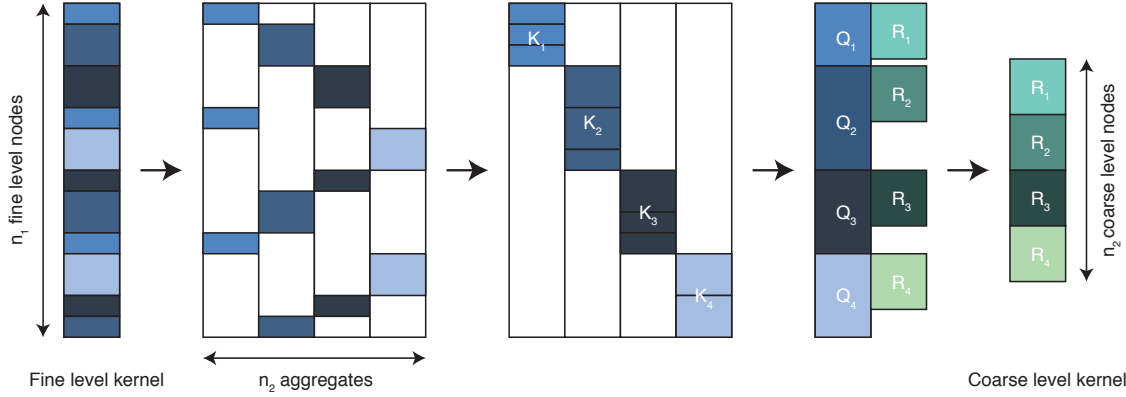 n₁ fine level nodes
Fine level kernel
n₂ aggregates
K₁
K₂
K₃
K₄
Q₁
R₁
Q₂
R₂
Q₃
R₃
Q₄
R₄
R₁
R₂
R₃
R₄
n₂ coarse level nodes
Coarse level kernel